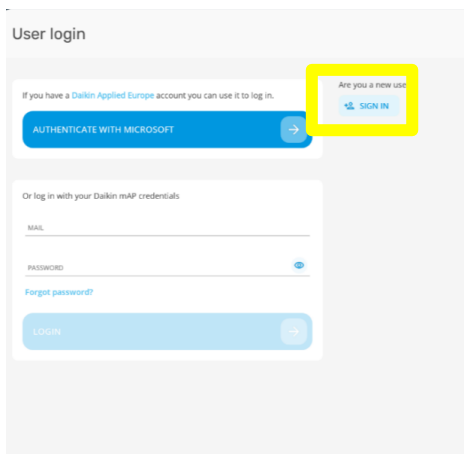 User login
If you have a Daikin Applied Europe account you can use it to log in.
AUTHENTICATE WITH MICROSOFT
Are you a new use
SIGN IN
Or log in with your Daikin mAP credentials
MAIL
PASSWORD
Forgot password?
LOGIN